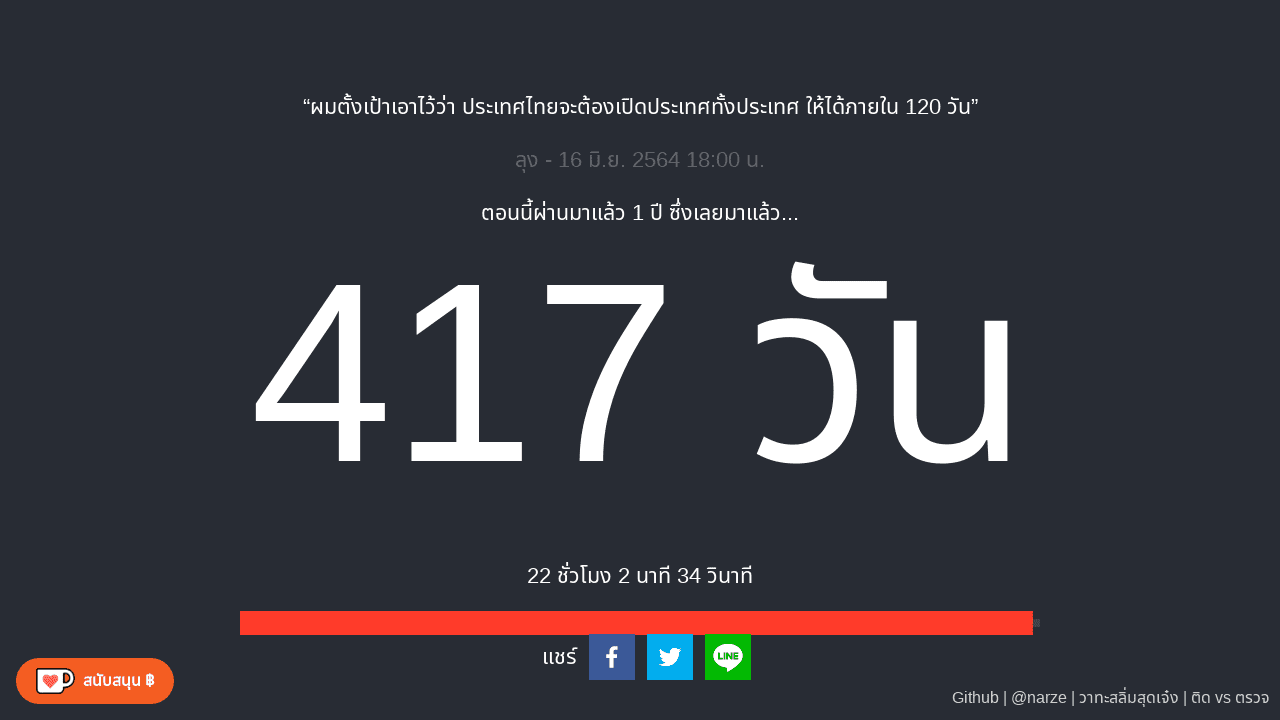 “ผมตั้งเป้าเอาไว้ว่า ประเทศไทยจะต้องเปิดประเทศทั้งประเทศ ให้ได้ภายใน 120 วัน”
ลุง - 16 มิ.ย. 2564 18:00 น.
ตอนนี้ผ่านมาแล้ว 1 ปี ซึ่งเลยมาแล้ว...
417 วัน
22 ชั่วโมง 2 นาที 34 วินาที
แชร์
LINE
สนับสนุน ฿
Github | @narze | วาทะสลิ่มสุดเจ๋ง | ติด vs ตรวจ